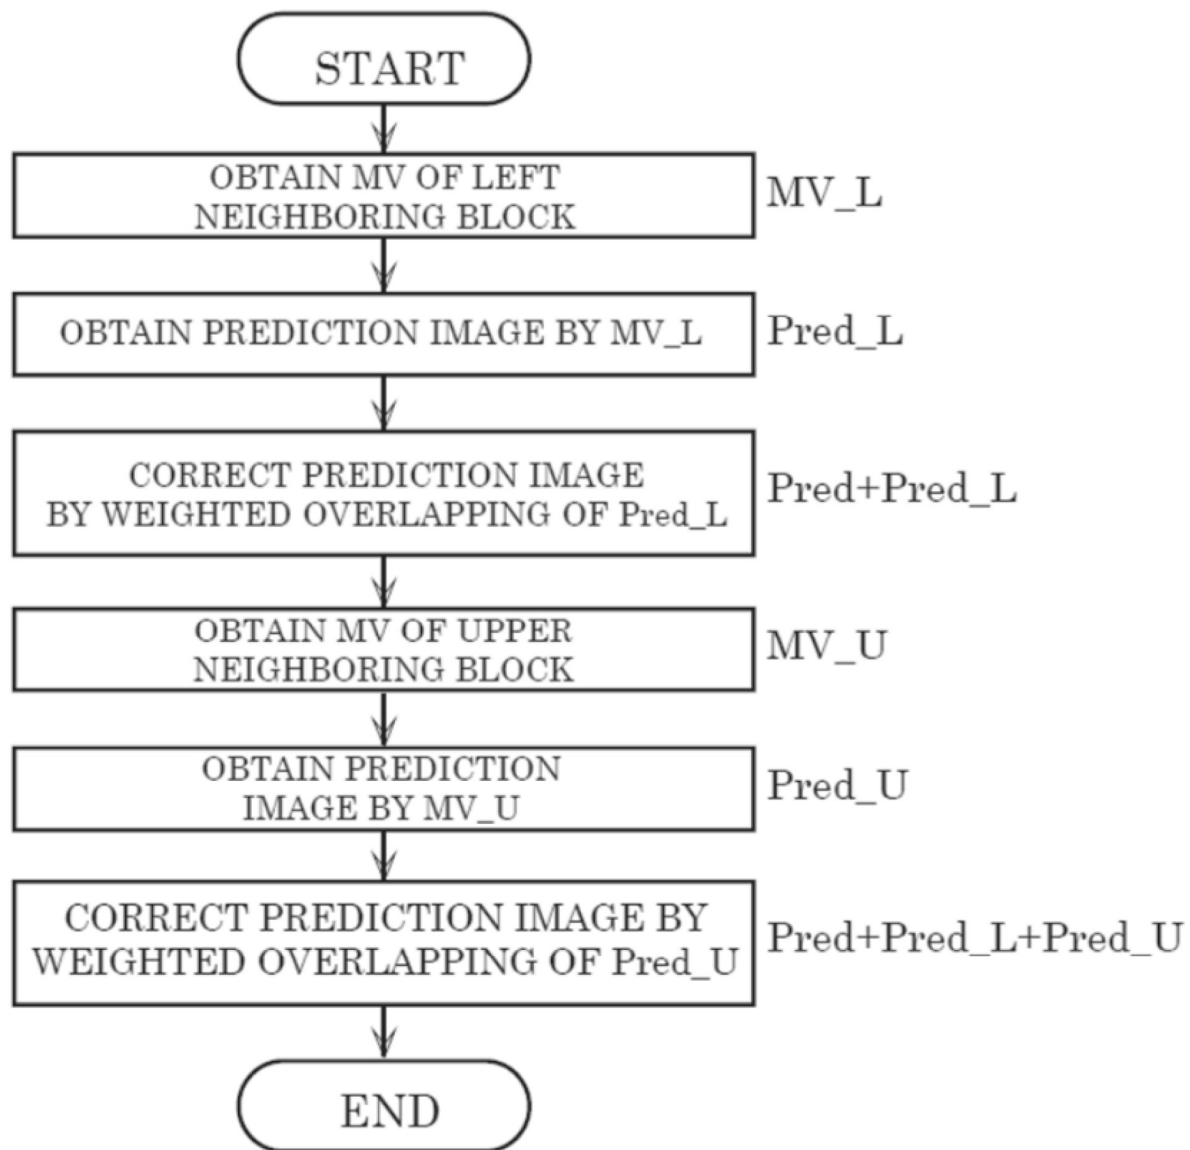 START
OBTAIN MV OF LEFT
NEIGHBORING BLOCK
MV_L
OBTAIN PREDICTION IMAGE BY MV_L
Pred_L
CORRECT PREDICTION IMAGE
BY WEIGHTED OVERLAPPING OF Pred_L
Pred+Pred_L
OBTAIN MV OF UPPER
NEIGHBORING BLOCK
MV_U
OBTAIN PREDICTION
IMAGE BY MV_U
Pred_U
CORRECT PREDICTION IMAGE BY
WEIGHTED OVERLAPPING OF Pred_U
Pred+Pred_L+Pred_U
END